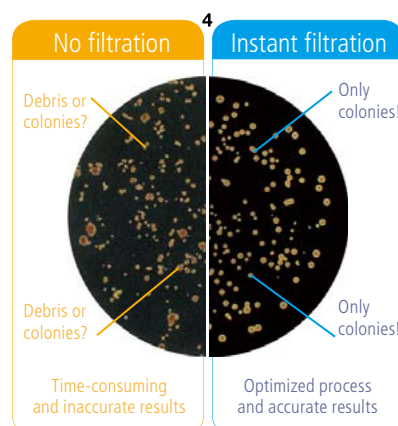 4
No filtration
Instant filtration
Debris or
colonies?
Only
colonies!
Debris or
colonies?
Only
colonies!
Time-consuming
and inaccurate results
Optimized process
and accurate results